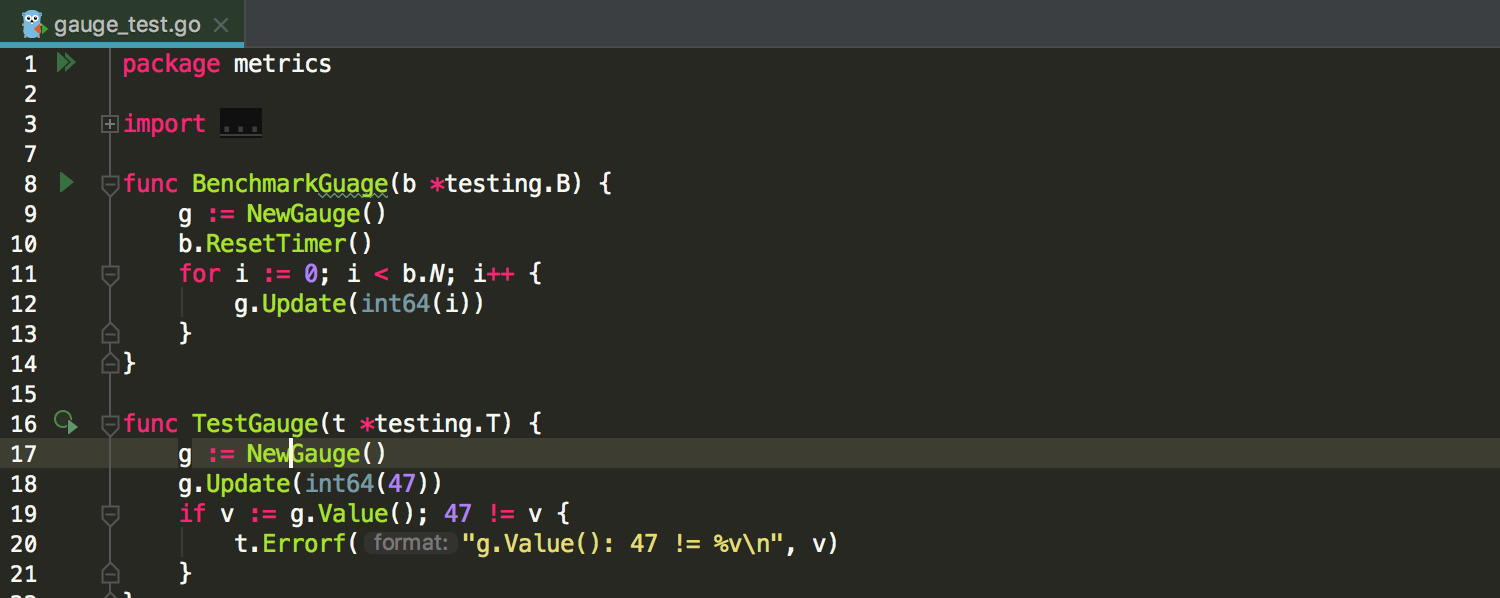 gauge_test.go
1 package metrics
2
3 import ...
7
8 func BenchmarkGuage(b *testing.B) {
9 g := NewGauge()
10 b.ResetTimer()
11 for i := 0; i < b.N; i++ {
12 g.Update(int64(i))
13 }
14 }
15
16 func TestGauge(t *testing.T) {
17 g := NewGauge()
18 g.Update(int64(47))
19 if v := g.Value(); 47 != v {
20 t.Errorf( format: "g.Value(): 47 != %v\n", v)
21 }